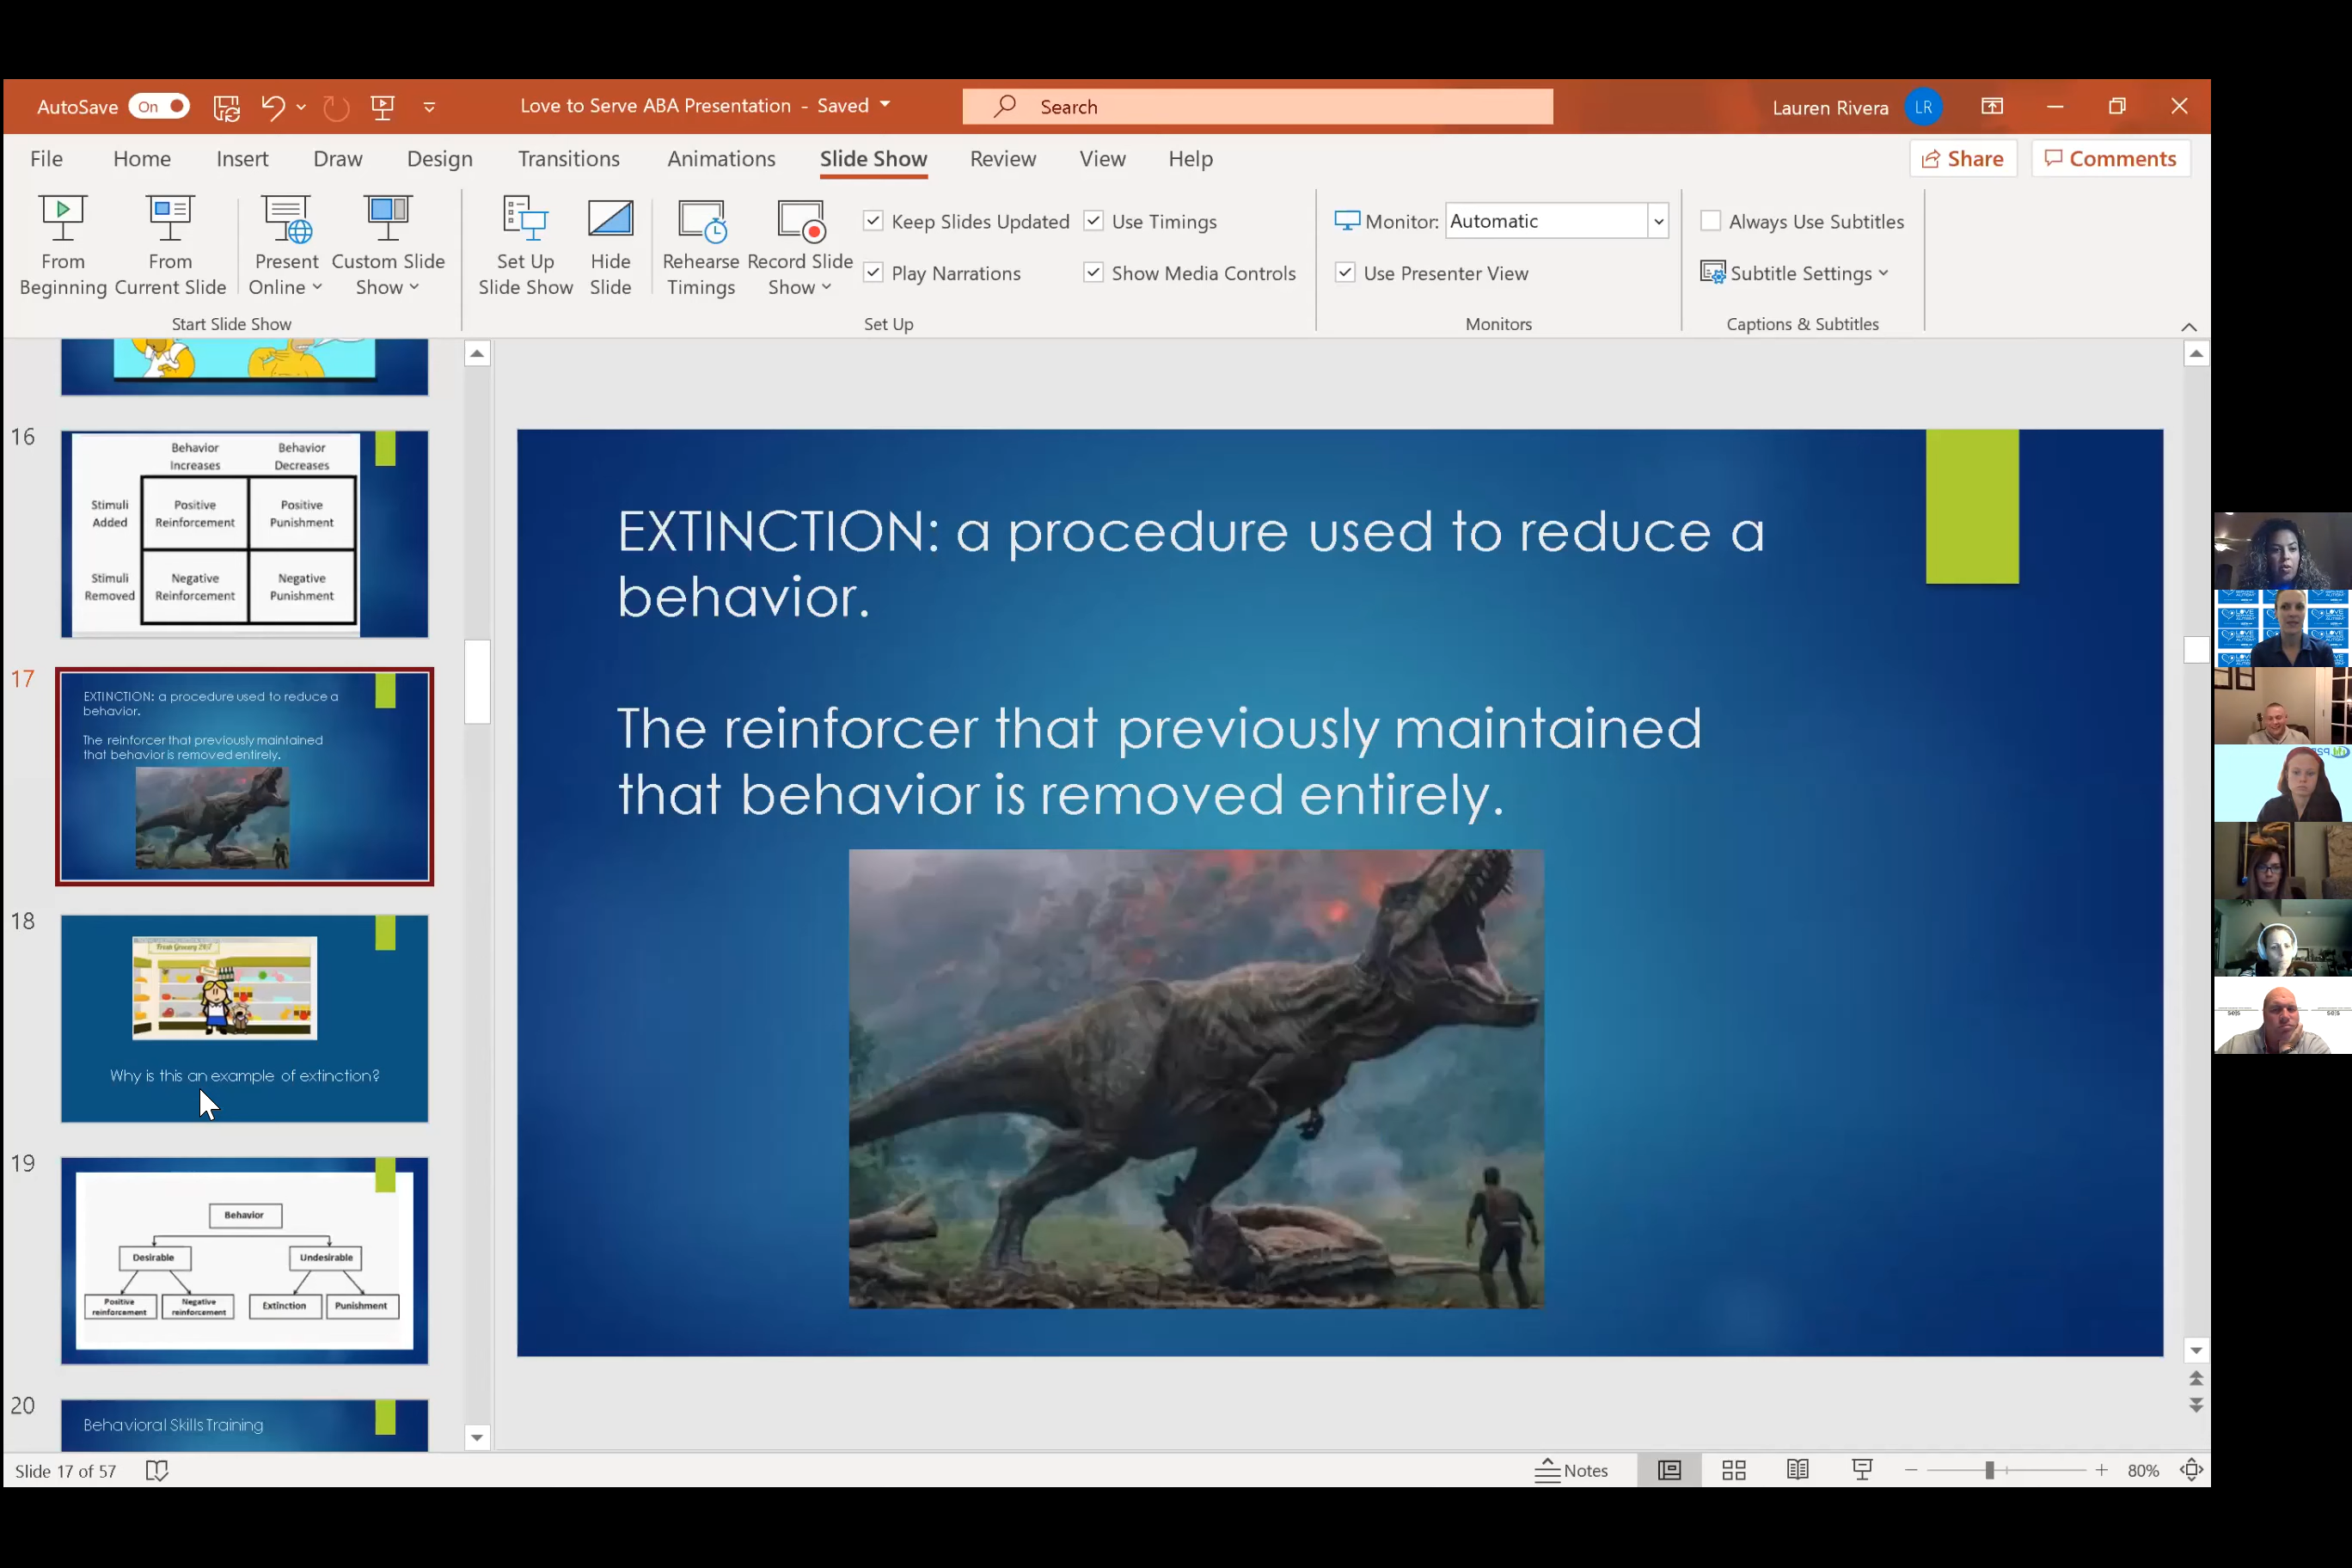 AutoSave On
Love to Serve ABA Presentation - Saved
Search
Lauren Rivera LR
File Home Insert Draw Design Transitions Animations Slide Show Review View Help
Share Comments
From Beginning
From Current Slide
Present Online
Custom Slide Show
Start Slide Show
Set Up Slide Show
Hide Slide
Rehearse Timings
Record Slide Show
Keep Slides Updated
Use Timings
Play Narrations
Show Media Controls
Set Up
Monitor: Automatic
Use Presenter View
Monitors
Always Use Subtitles
Subtitle Settings
Captions & Subtitles
16
Behavior Increases
Behavior Decreases
Stimuli Added
Positive Reinforcement
Positive Punishment
Stimuli Removed
Negative Reinforcement
Negative Punishment
17
EXTINCTION: a procedure used to reduce a
behavior.
The reinforcer that previously maintained
that behavior is removed entirely.
18
Fresh Grocery 24/7
Why is this an example of extinction?
19
Behavior
Desirable
Undesirable
Positive reinforcement
Negative reinforcement
Extinction
Punishment
20
Behavioral Skills Training
EXTINCTION: a procedure used to reduce a
behavior.
The reinforcer that previously maintained
that behavior is removed entirely.
Slide 17 of 57
Notes
80%